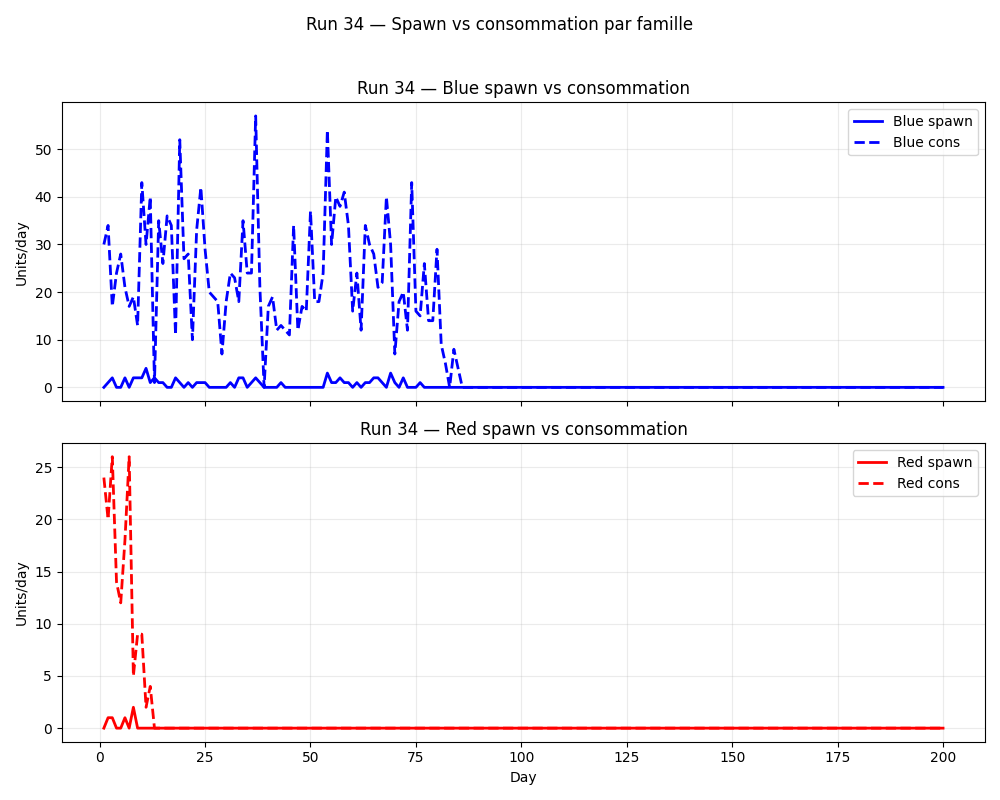 Run 34 — Spawn vs consommation par famille
Run 34 — Blue spawn vs consommation
Blue spawn
Blue cons
Units/day
50
40
30
20
10
0
Run 34 — Red spawn vs consommation
Red spawn
Red cons
Units/day
25
20
15
10
5
0
0 25 50 75 100 125 150 175 200
Day